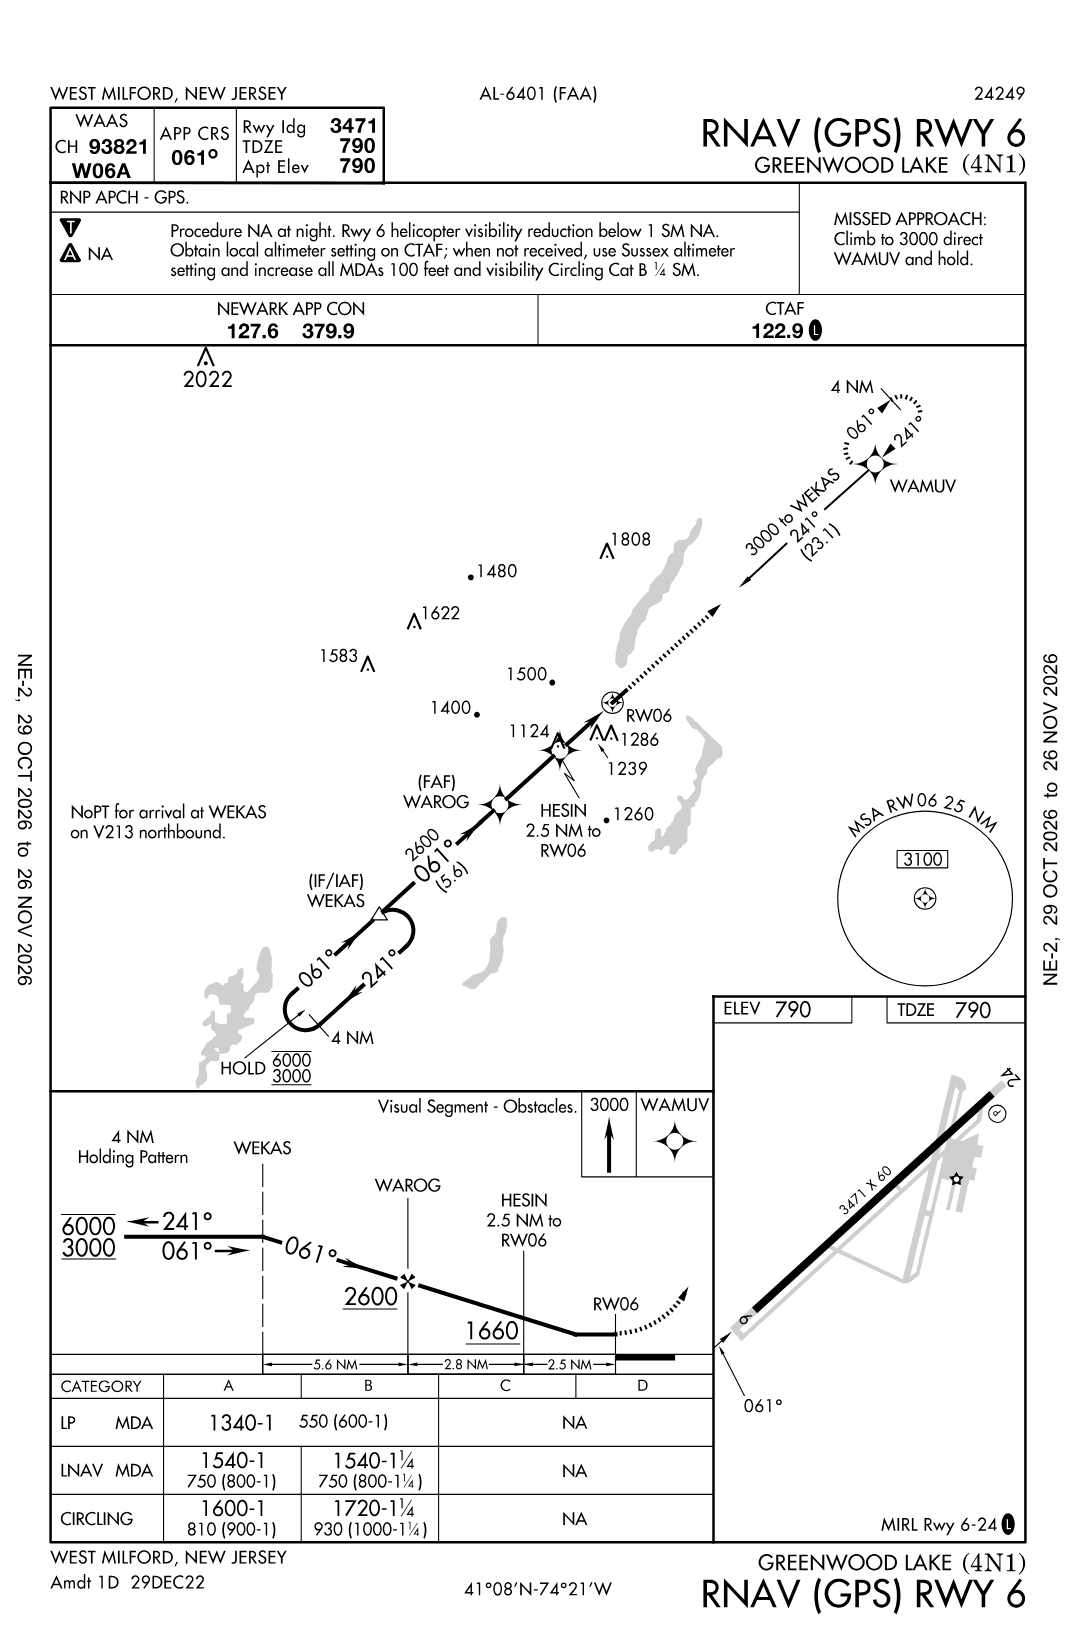 WEST MILFORD, NEW JERSEY
AL-6401 (FAA)
24249
WAAS
CH 93821
W06A
APP CRS
061°
Rwy ldg 3471
TDZE 790
Apt Elev 790
RNAV (GPS) RWY 6
GREENWOOD LAKE (4N1)
RNP APCH - GPS.
T
A NA
Procedure NA at night. Rwy 6 helicopter visibility reduction below 1 SM NA.
Obtain local altimeter setting on CTAF; when not received, use Sussex altimeter
setting and increase all MDAs 100 feet and visibility Circling Cat B ¼ SM.
MISSED APPROACH:
Climb to 3000 direct
WAMUV and hold.
NEWARK APP CON
127.6 379.9
CTAF
122.9 L
2022
4 NM
061°
241°
WAMUV
3000 to WEKAS
241°
(23.1)
1808
1480
1622
1583
1500
1400
RW06
1124
1286
1239
(FAF)
WAROG
HESIN
2.5 NM to
RW06
1260
NoPT for arrival at WEKAS
on V213 northbound.
2600
061°
(5.6)
(IF/IAF)
WEKAS
061°
241°
4 NM
HOLD 6000
3000
MSA RW06 25 NM
3100
NE-2, 29 OCT 2026 to 26 NOV 2026
NE-2, 29 OCT 2026 to 26 NOV 2026
ELEV 790
TDZE 790
24
P
3471 X 60
6
061°
MIRL Rwy 6-24 L
Visual Segment - Obstacles.
3000
WAMUV
4 NM
Holding Pattern
WEKAS
WAROG
HESIN
2.5 NM to
RW06
6000
3000
241°
061°
061°
2600
1660
RW06
5.6 NM
2.8 NM
2.5 NM
CATEGORY A B C D
LP MDA 1340-1 550 (600-1) NA
LNAV MDA 1540-1 1540-1¼ NA
750 (800-1) 750 (800-1¼)
CIRCLING 1600-1 1720-1¼ NA
810 (900-1) 930 (1000-1¼)
WEST MILFORD, NEW JERSEY
Amdt 1D 29DEC22
41°08'N-74°21'W
GREENWOOD LAKE (4N1)
RNAV (GPS) RWY 6